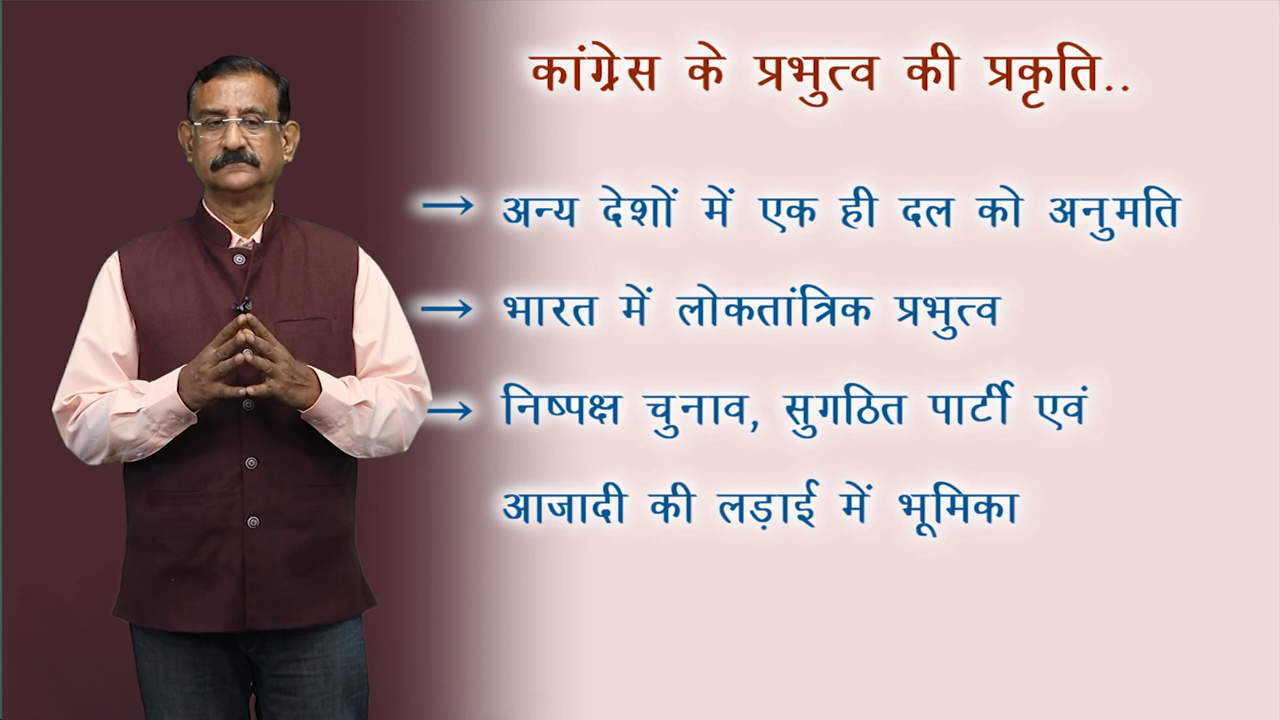 कांग्रेस के प्रभुत्व की प्रकृति..
→ अन्य देशों में एक ही दल को अनुमति
→ भारत में लोकतांत्रिक प्रभुत्व
→ निष्पक्ष चुनाव, सुगठित पार्टी एवं
आजादी की लड़ाई में भूमिका